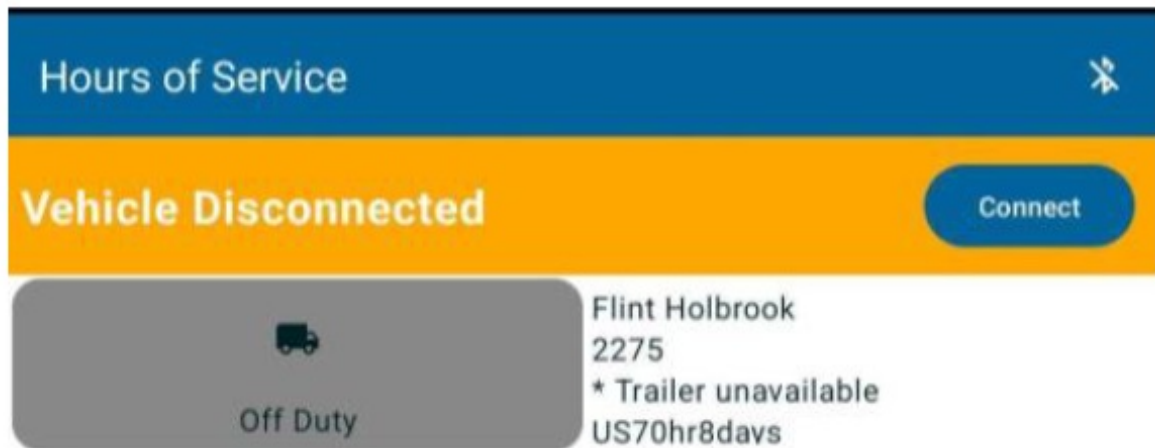 Hours of Service
Vehicle Disconnected
Connect
Flint Holbrook
2275
* Trailer unavailable
Off Duty
US70hr8days